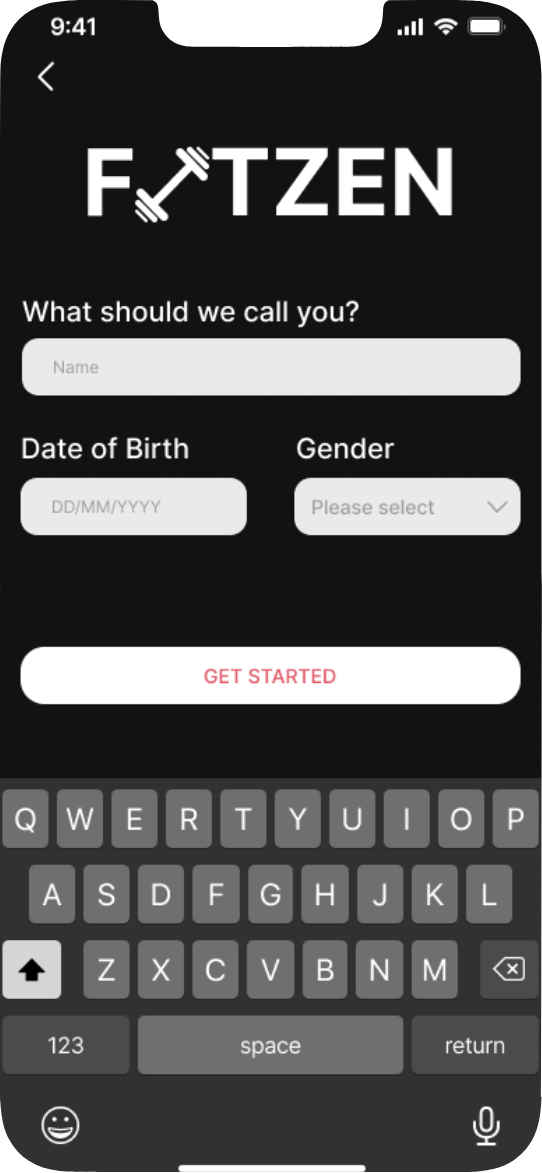 9:41
FITZEN
What should we call you?
Name
Date of Birth Gender
DD/MM/YYYY Please select
GET STARTED
Q W E R T Y U I O P
A S D F G H J K L
Z X C V B N M
123 space return